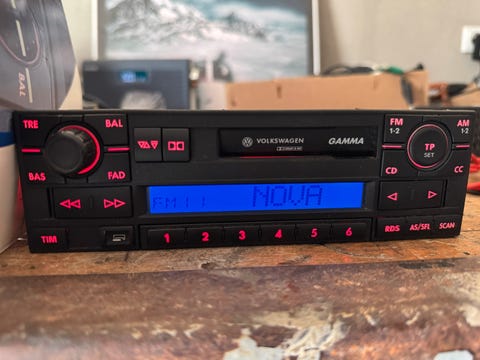 BAL
TRE BAL
BAS FAD
VOLKSWAGEN GAMMA
FM
1-2
AM
1-2
TP
SET
CD CC
FM11 NOVA
TIM
1 2 3 4 5 6
RDS AS/SFL SCAN